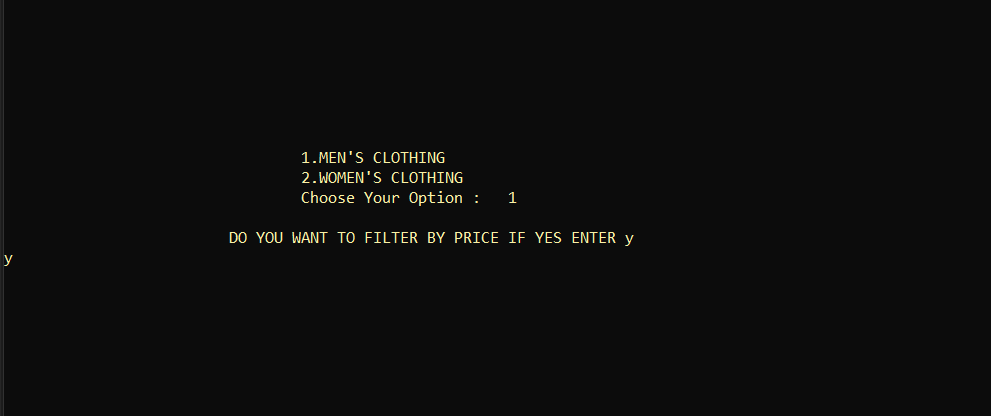 1.MEN'S CLOTHING
2.WOMEN'S CLOTHING
Choose Your Option :   1
DO YOU WANT TO FILTER BY PRICE IF YES ENTER y
y